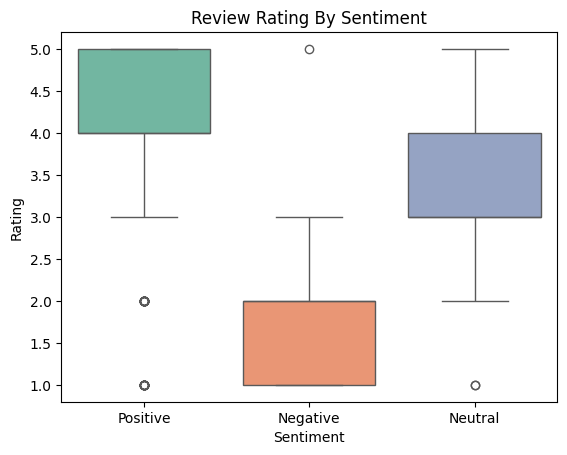 Review Rating By Sentiment
5.0
4.5
4.0
3.5
3.0
2.5
2.0
1.5
1.0
Rating
Positive
Negative
Neutral
Sentiment